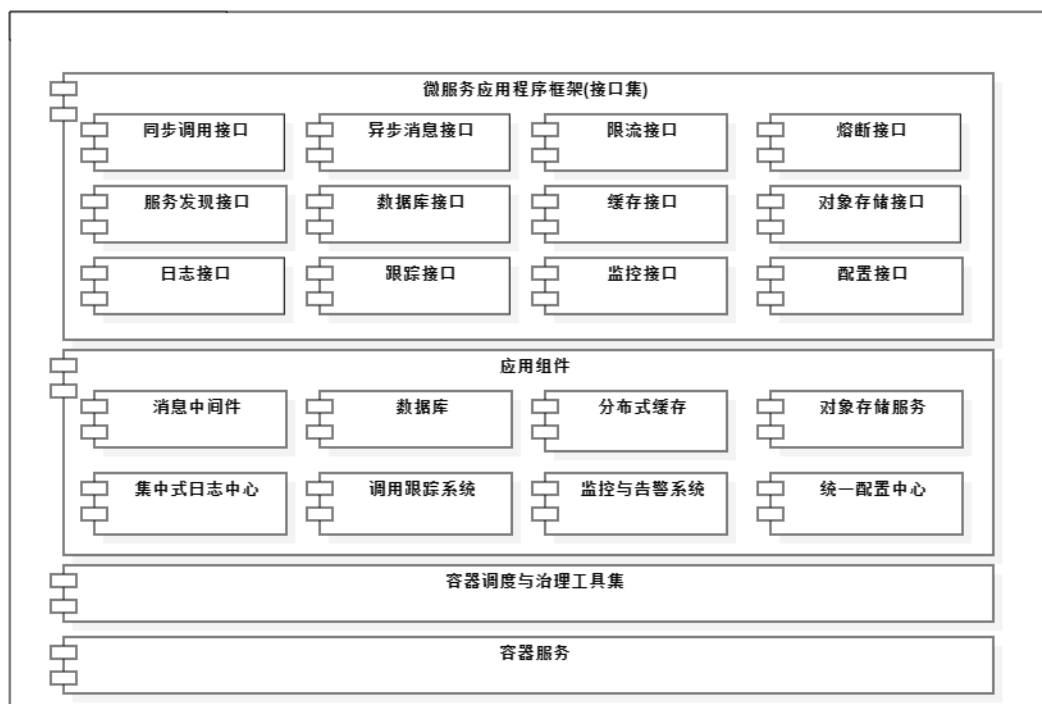 微服务应用程序框架(接口集)
同步调用接口
异步消息接口
限流接口
熔断接口
服务发现接口
数据库接口
缓存接口
对象存储接口
日志接口
跟踪接口
监控接口
配置接口
应用组件
消息中间件
数据库
分布式缓存
对象存储服务
集中式日志中心
调用跟踪系统
监控与告警系统
统一配置中心
容器调度与治理工具集
容器服务